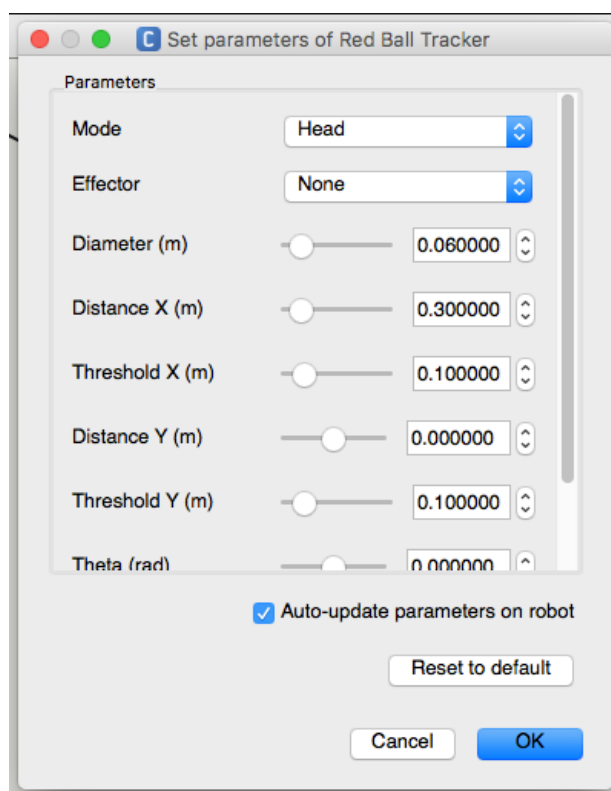 C Set parameters of Red Ball Tracker
Parameters
Mode Head
Effector None
Diameter (m) 0.060000
Distance X (m) 0.300000
Threshold X (m) 0.100000
Distance Y (m) 0.000000
Threshold Y (m) 0.100000
Theta (rad) 0.000000
Auto-update parameters on robot
Reset to default
Cancel OK